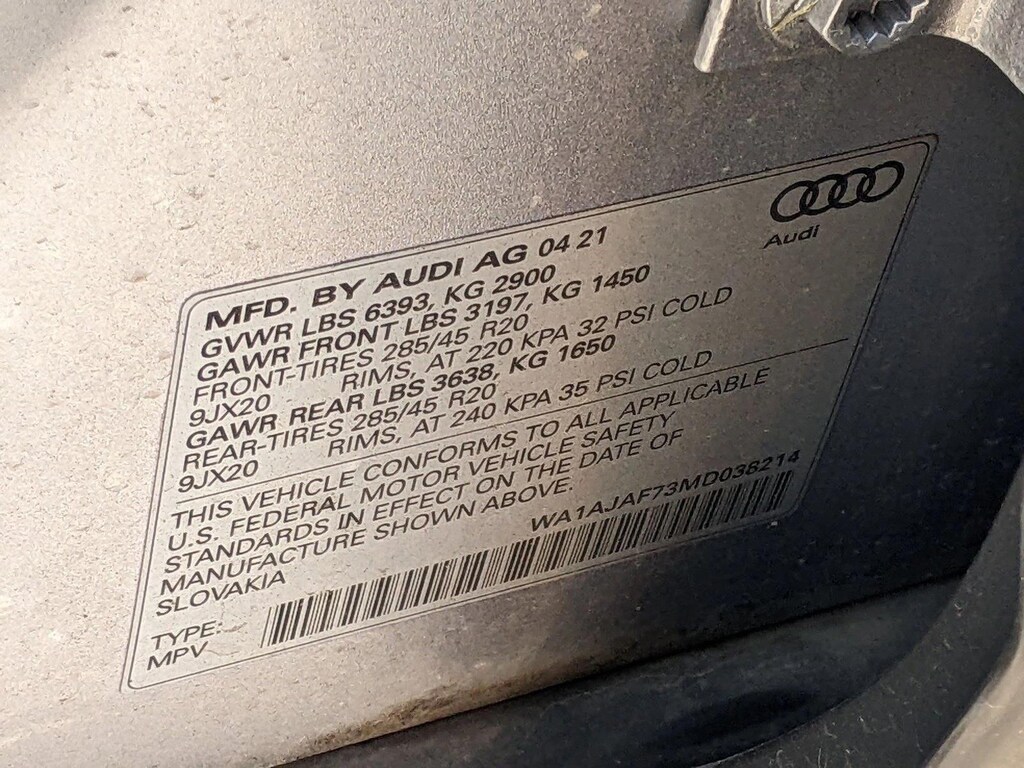 Audi
MFD. BY AUDI AG 04 21
GVWR LBS 6393, KG 2900
GAWR FRONT LBS 3197, KG 1450
FRONT-TIRES 285/45 R20
9JX20 RIMS, AT 220 KPA 32 PSI COLD
GAWR REAR LBS 3638, KG 1650
REAR-TIRES 285/45 R20
9JX20 RIMS, AT 240 KPA 35 PSI COLD
THIS VEHICLE CONFORMS TO ALL APPLICABLE
U.S. FEDERAL MOTOR VEHICLE SAFETY
STANDARDS IN EFFECT ON THE DATE OF
MANUFACTURE SHOWN ABOVE.
SLOVAKIA
WA1AJAF73MD038214
TYPE:
MPV